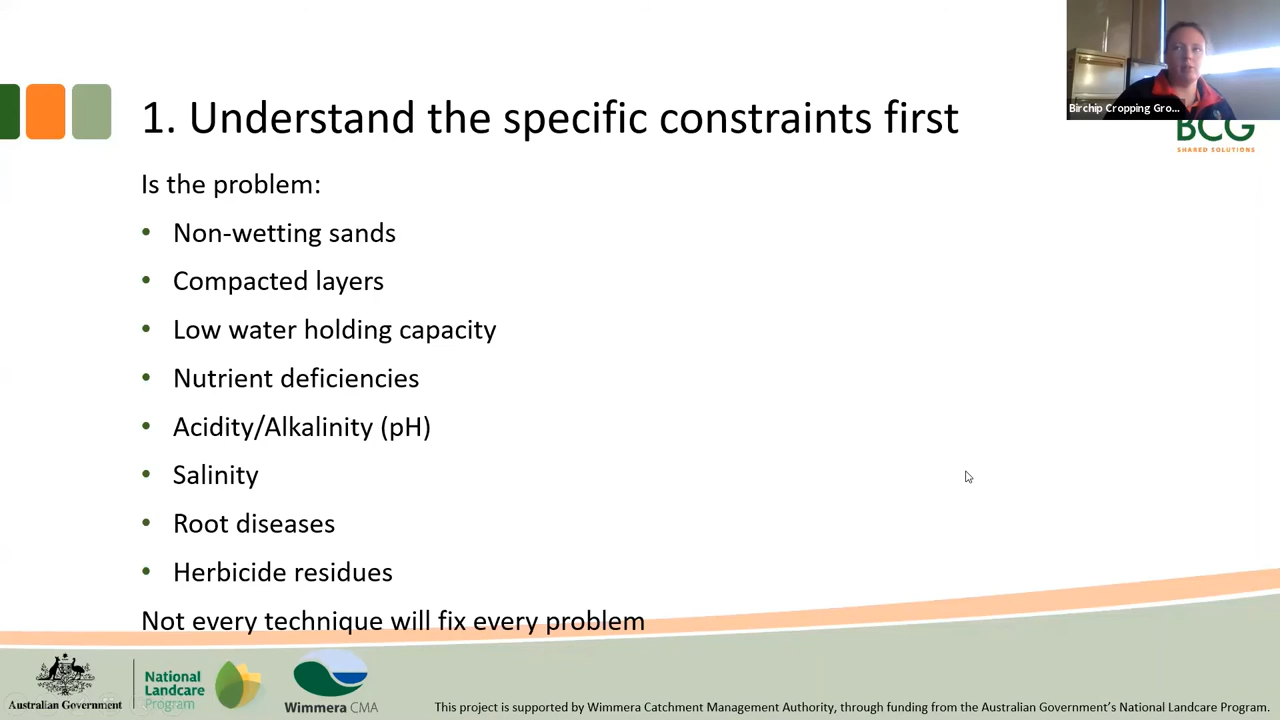 1. Understand the specific constraints first
Birchip Cropping Gro...
BCG
SHARED SOLUTIONS
Is the problem:
• Non-wetting sands
• Compacted layers
• Low water holding capacity
• Nutrient deficiencies
• Acidity/Alkalinity (pH)
• Salinity
• Root diseases
• Herbicide residues
Not every technique will fix every problem
Australian Government
National
Landcare
Program
Wimmera CMA
This project is supported by Wimmera Catchment Management Authority, through funding from the Australian Government's National Landcare Program.